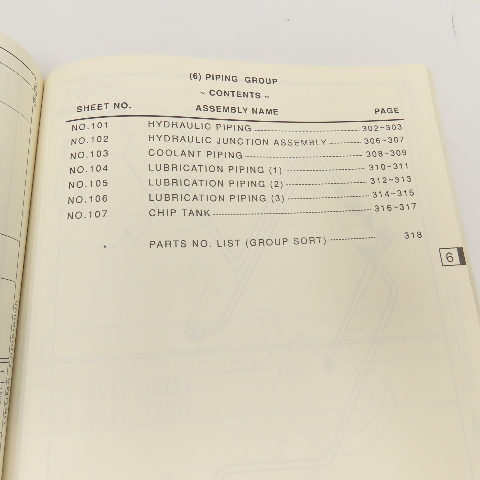 (6) PIPING GROUP
~ CONTENTS ~
SHEET NO. ASSEMBLY NAME PAGE
NO.101 HYDRAULIC PIPING 302~303
NO.102 HYDRAULIC JUNCTION ASSEMBLY 306~307
NO.103 COOLANT PIPING 308~309
NO.104 LUBRICATION PIPING (1) 310~311
NO.105 LUBRICATION PIPING (2) 312~313
NO.106 LUBRICATION PIPING (3) 314~315
NO.107 CHIP TANK 316~317
PARTS NO. LIST (GROUP SORT) 318
6